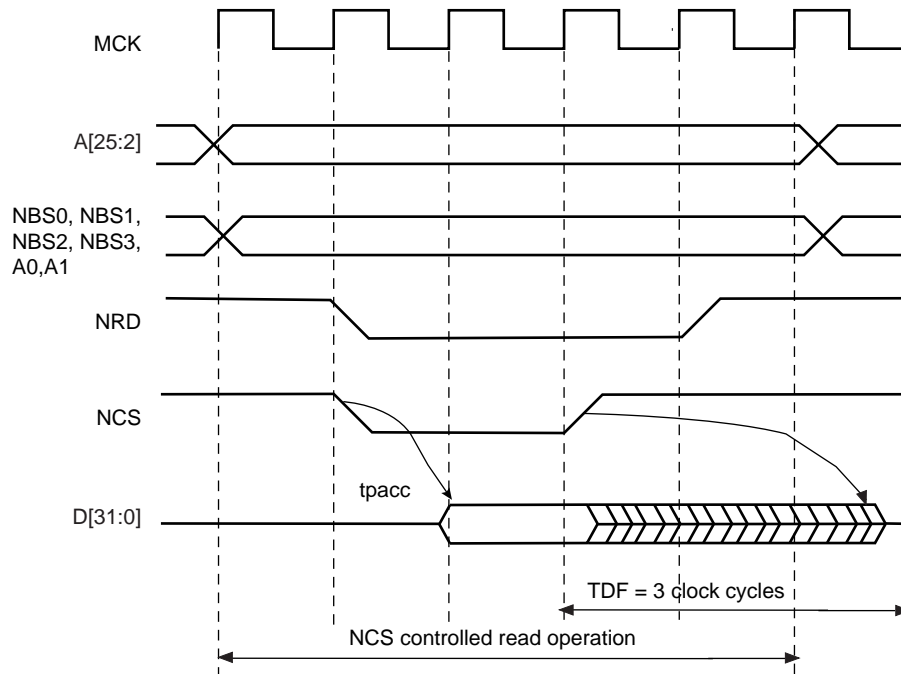 MCK
A[25:2]
NBS0, NBS1,
NBS2, NBS3,
A0,A1
NRD
NCS
tpacc
D[31:0]
TDF = 3 clock cycles
NCS controlled read operation